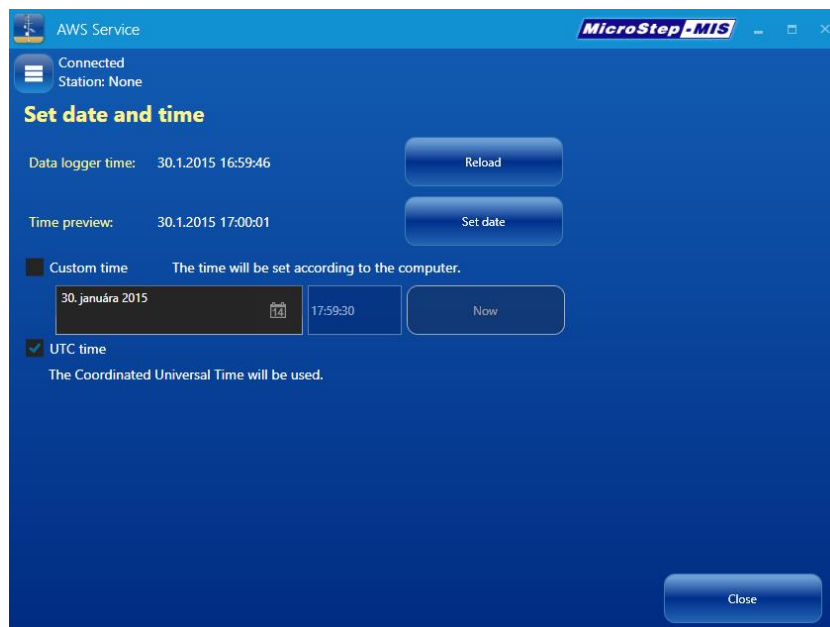 AWS Service
MicroStep-MIS
Connected
Station: None
Set date and time
Data logger time: 30.1.2015 16:59:46 Reload
Time preview: 30.1.2015 17:00:01 Set date
Custom time The time will be set according to the computer.
30. januára 2015 14 17:59:30 Now
UTC time
The Coordinated Universal Time will be used.
Close